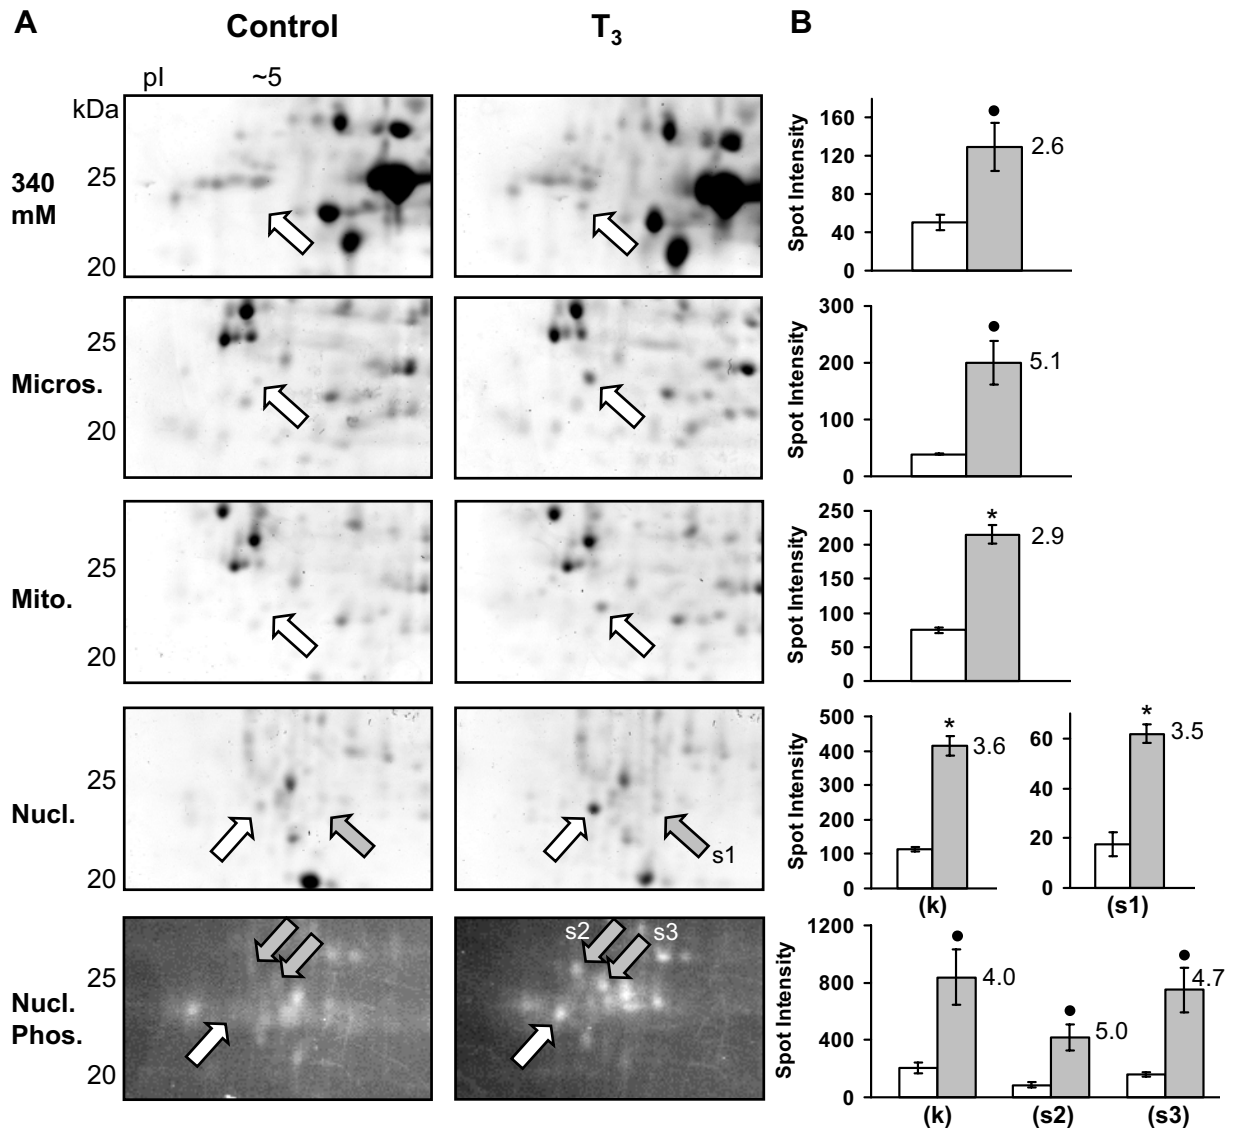 A Control T3 B
pI ~5
kDa
340 mM
25
20
Spot Intensity
160
120
80
40
0
2.6
Micros.
25
20
Spot Intensity
300
200
100
0
5.1
Mito.
25
20
Spot Intensity
250
200
150
100
50
0
* 2.9
Nucl.
25
20
s1
Spot Intensity
500
400
300
200
100
0
* 3.6
(k)
60
40
20
0
* 3.5
(s1)
Nucl. Phos.
25
20
s2 s3
Spot Intensity
1200
800
400
0
4.0
5.0
4.7
(k) (s2) (s3)